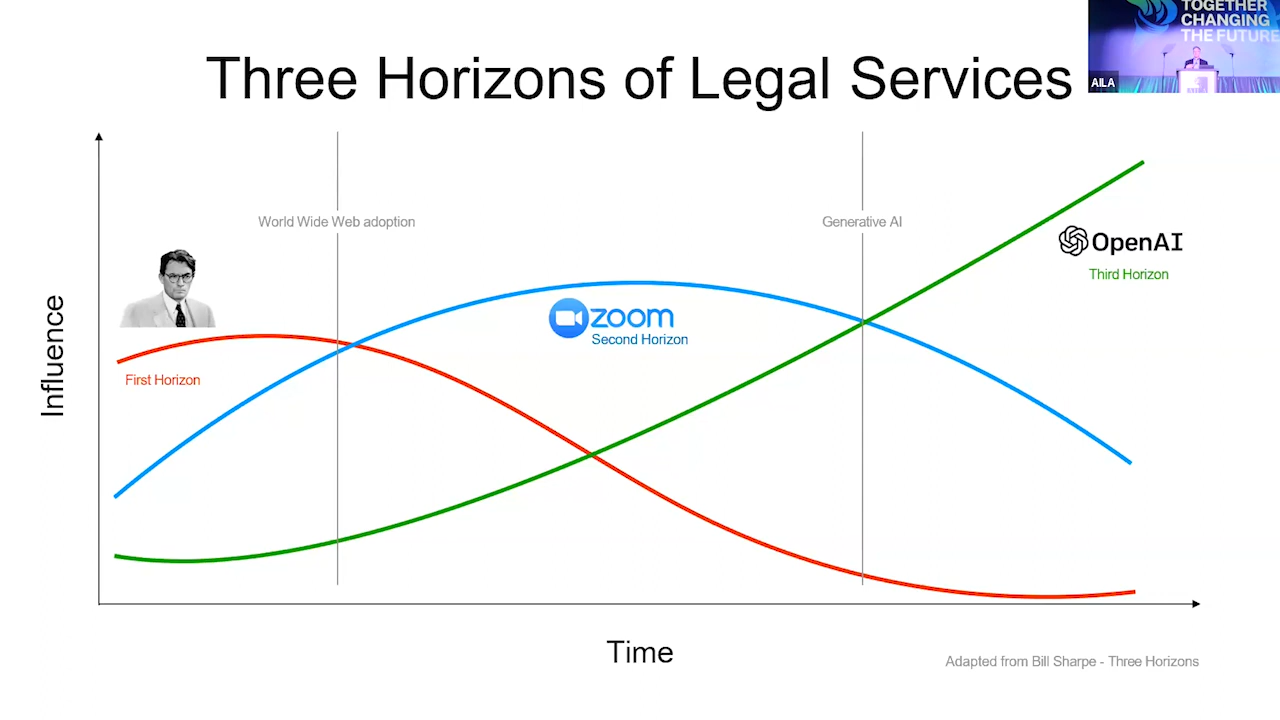 Three Horizons of Legal Services
TOGETHER
CHANGING
THE FUTURE
AILA
World Wide Web adoption
Generative AI
OpenAI
Third Horizon
zoom
Second Horizon
First Horizon
Influence
Time
Adapted from Bill Sharpe - Three Horizons